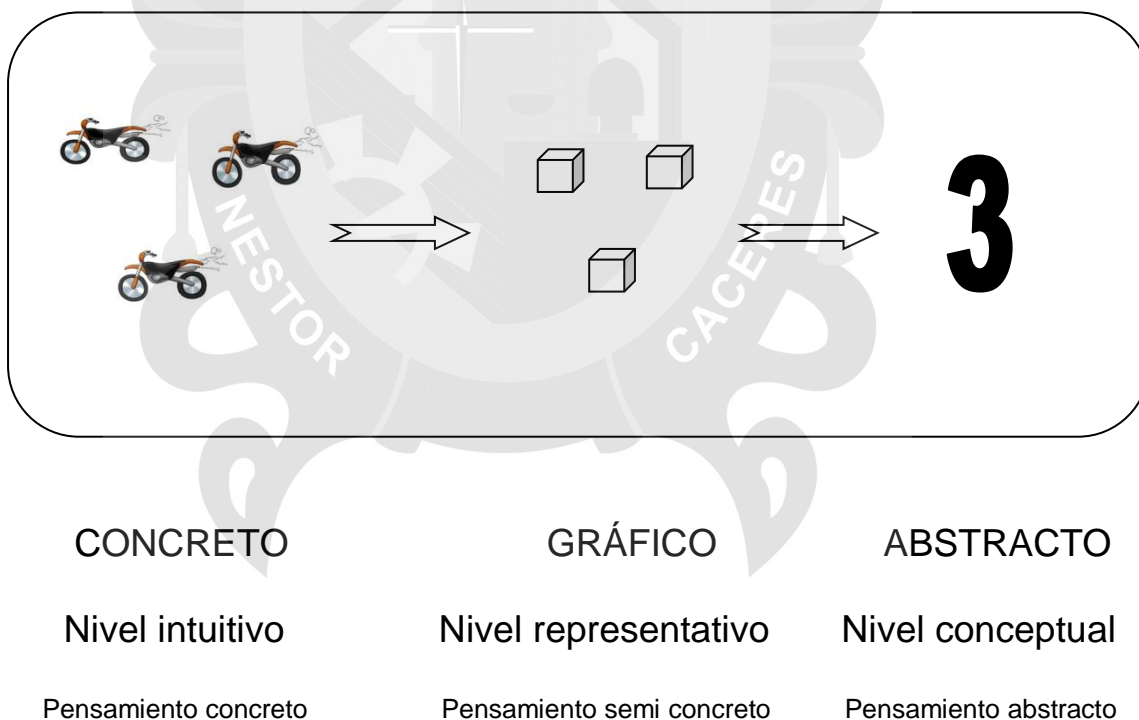 NESTOR
CACERES
3
CONCRETO GRÁFICO ABSTRACTO
Nivel intuitivo Nivel representativo Nivel conceptual
Pensamiento concreto Pensamiento semi concreto Pensamiento abstracto